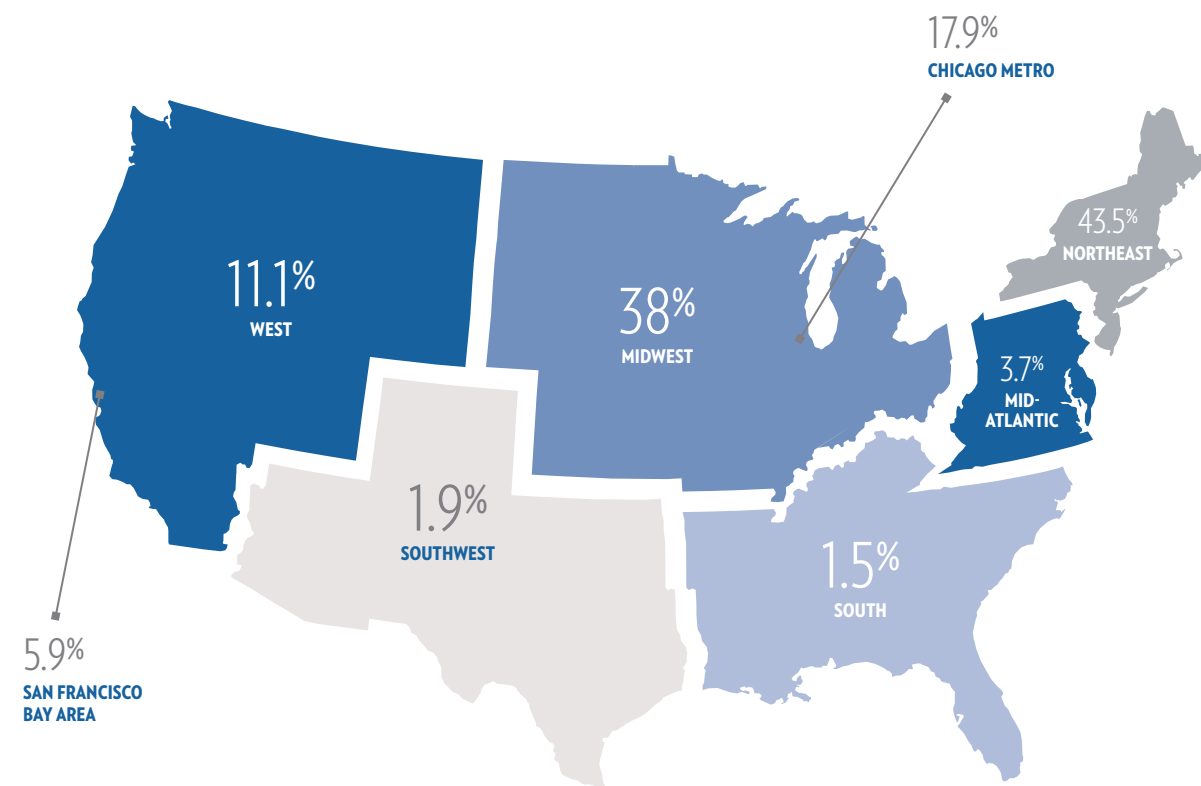 17.9%
CHICAGO METRO
43.5%
NORTHEAST
11.1%
WEST
38%
MIDWEST
3.7%
MID-
ATLANTIC
1.9%
SOUTHWEST
1.5%
SOUTH
5.9%
SAN FRANCISCO
BAY AREA